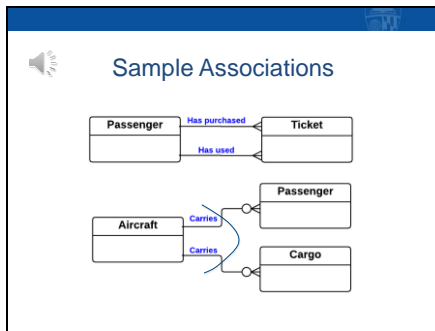 Sample Associations
Passenger
Has purchased
Ticket
Has used
Passenger
Aircraft
Carries
Carries
Cargo